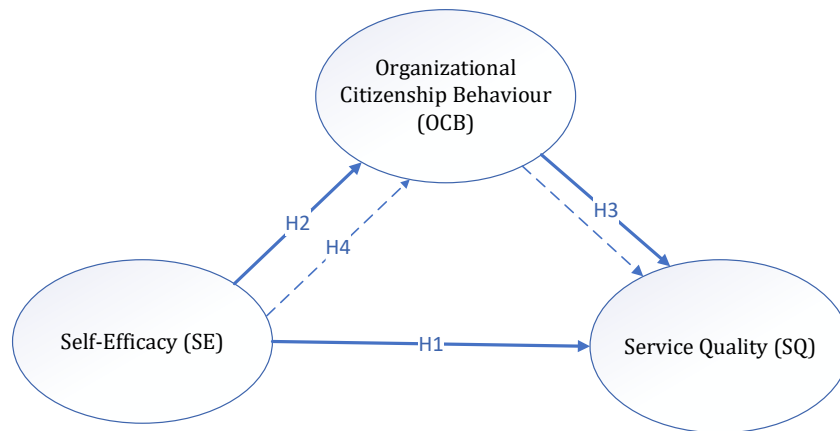 Organizational
Citizenship Behaviour
(OCB)
H2
H3
H4
Self-Efficacy (SE)
H1
Service Quality (SQ)